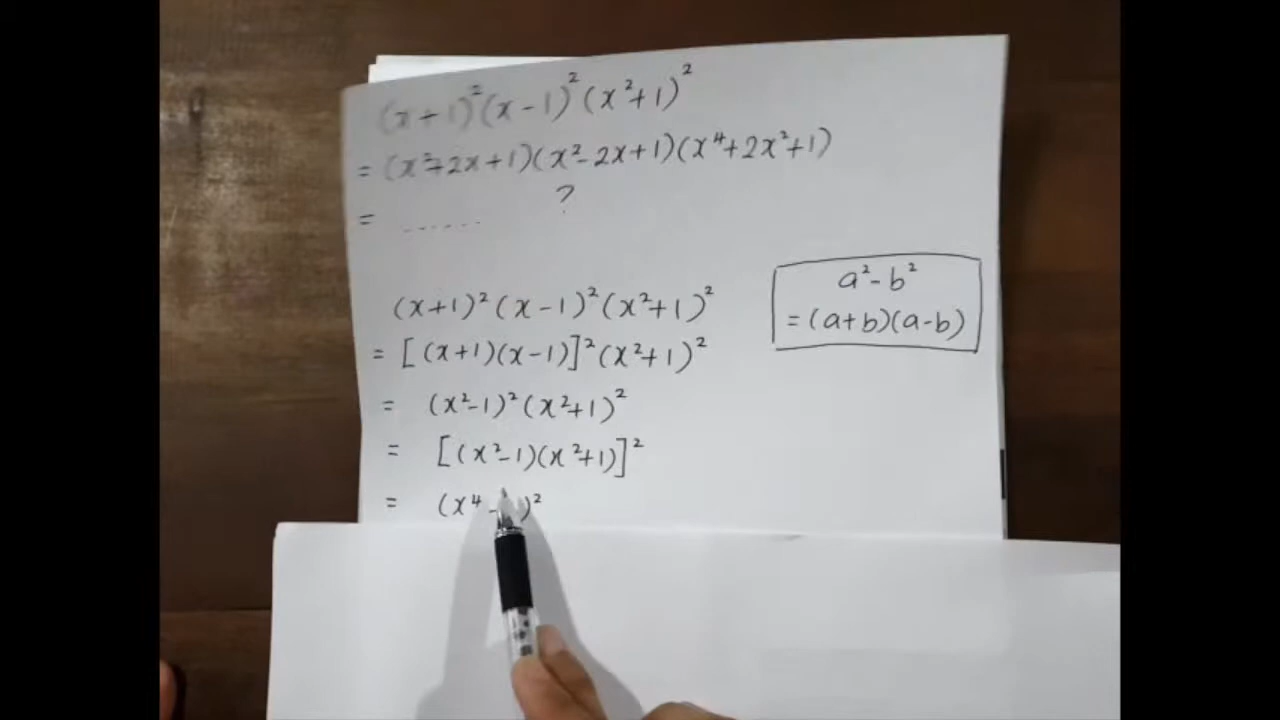 (x+1)²(x-1)²(x²+1)²
= (x²+2x+1)(x²-2x+1)(x⁴+2x²+1)
?
= ......
(x+1)²(x-1)²(x²+1)²
= [(x+1)(x-1)]²(x²+1)²
= (x²-1)²(x²+1)²
= [(x²-1)(x²+1)]²
= (x⁴- )²
a²-b²
= (a+b)(a-b)